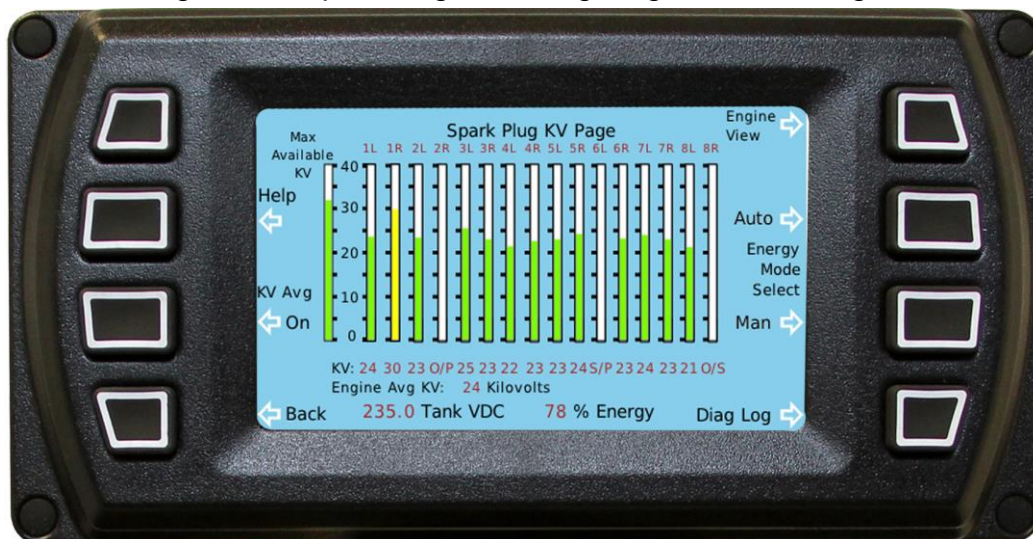 Spark Plug KV Page
Engine
View
Max
Available
KV
1L 1R 2L 2R 3L 3R 4L 4R 5L 5R 6L 6R 7L 7R 8L 8R
40
30
20
10
0
Help
KV Avg
On
Auto
Energy
Mode
Select
Man
KV: 24 30 23 O/P 25 23 22 23 23 24 S/P 23 24 23 21 O/S
Engine Avg KV: 24 Kilovolts
Back 235.0 Tank VDC 78 % Energy Diag Log